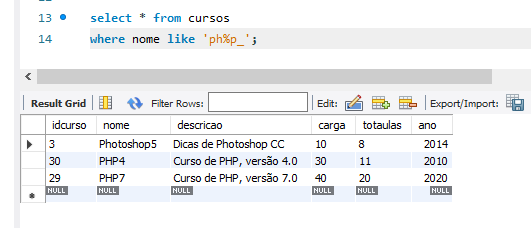 13 select * from cursos
14 where nome like 'ph%p_';
Result Grid Filter Rows: Edit: Export/Import:
idcurso nome descricao carga totaulas ano
3 Photoshop5 Dicas de Photoshop CC 10 8 2014
30 PHP4 Curso de PHP, versão 4.0 30 11 2010
29 PHP7 Curso de PHP, versão 7.0 40 20 2020
NULL NULL NULL NULL NULL NULL